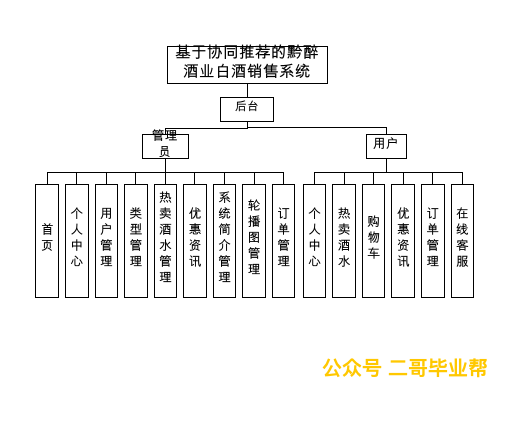 基于协同推荐的黔醉
酒业白酒销售系统
后台
管理
员
用户
首页
个人中心
用户管理
类型管理
热卖酒水管理
优惠资讯
系统简介管理
轮播图管理
订单管理
个人中心
热卖酒水
购物车
优惠资讯
订单管理
在线客服
公众号 二哥毕业帮